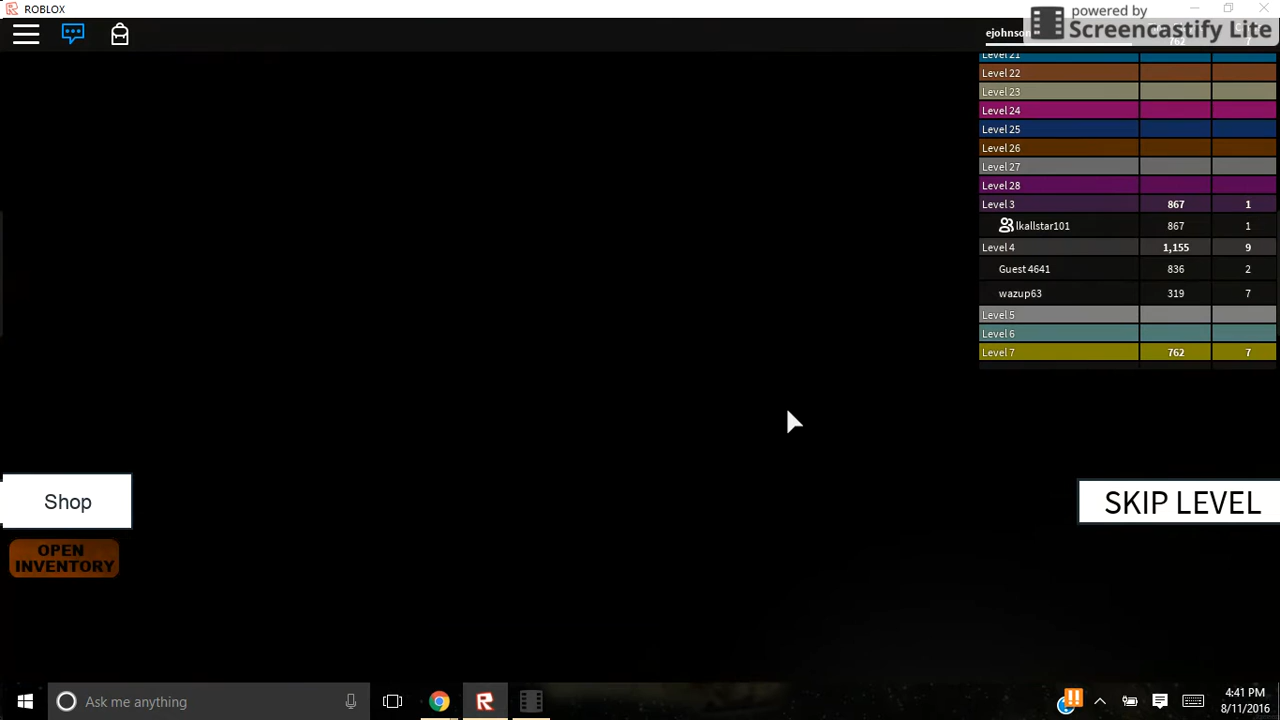 ROBLOX
powered by
Screencastify Lite
ejohnson
762 7
Level 21
Level 22
Level 23
Level 24
Level 25
Level 26
Level 27
Level 28
Level 3 867 1
lkallstar101 867 1
Level 4 1,155 9
Guest 4641 836 2
wazup63 319 7
Level 5
Level 6
Level 7 762 7
Shop
SKIP LEVEL
OPEN
INVENTORY
Ask me anything
4:41 PM
8/11/2016